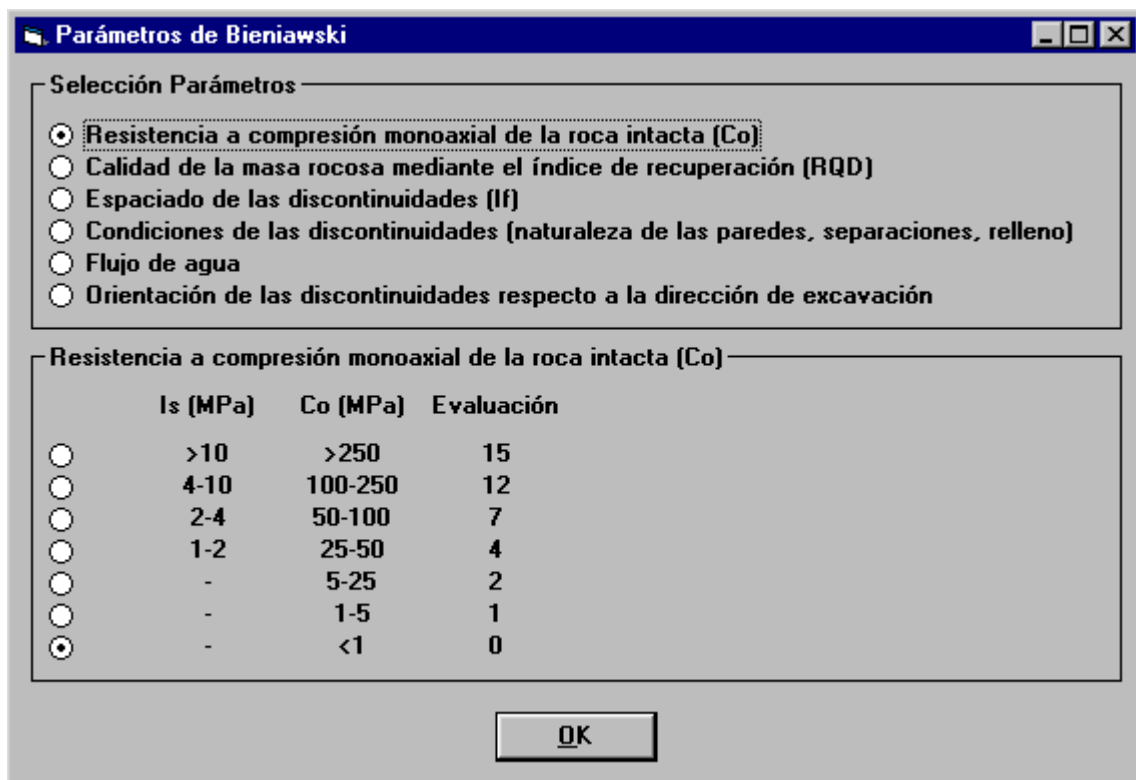 Parámetros de Bieniawski
Selección Parámetros
Resistencia a compresión monoaxial de la roca intacta (Co)
Calidad de la masa rocosa mediante el índice de recuperación (RQD)
Espaciado de las discontinuidades (If)
Condiciones de las discontinuidades (naturaleza de las paredes, separaciones, relleno)
Flujo de agua
Orientación de las discontinuidades respecto a la dirección de excavación
Resistencia a compresión monoaxial de la roca intacta (Co)
Is (MPa) Co (MPa) Evaluación
>10 >250 15
4-10 100-250 12
2-4 50-100 7
1-2 25-50 4
- 5-25 2
- 1-5 1
- <1 0
OK